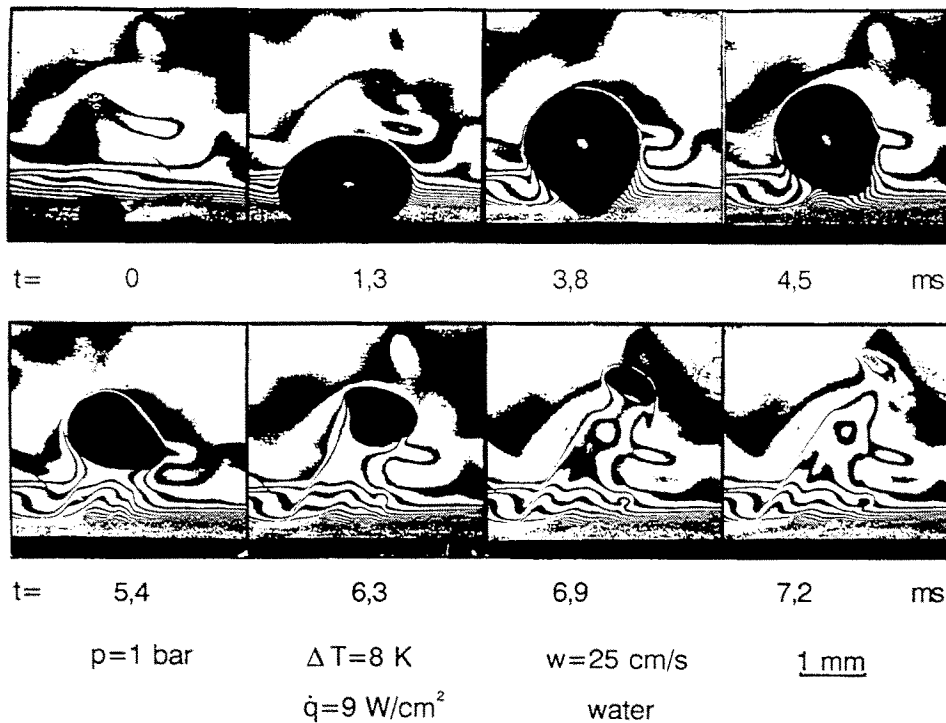 t= 0 1,3 3,8 4,5 ms
t= 5,4 6,3 6,9 7,2 ms
p=1 bar Δ T=8 K w=25 cm/s 1 mm
q̇=9 W/cm² water